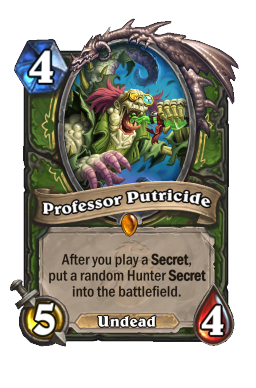 4
Professor Putricide
After you play a Secret,
put a random Hunter Secret
into the battlefield.
5
Undead
4